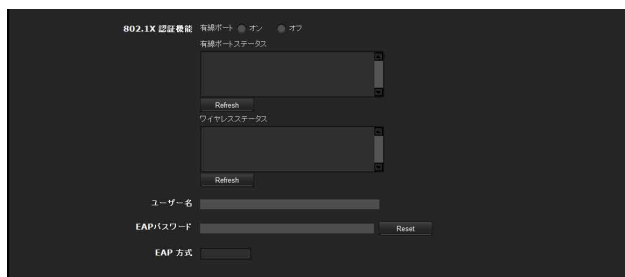 802.1X 認証機能 有線ポート オン オフ
有線ポートステータス
Refresh
ワイヤレスステータス
Refresh
ユーザー名
EAPパスワード Reset
EAP 方式